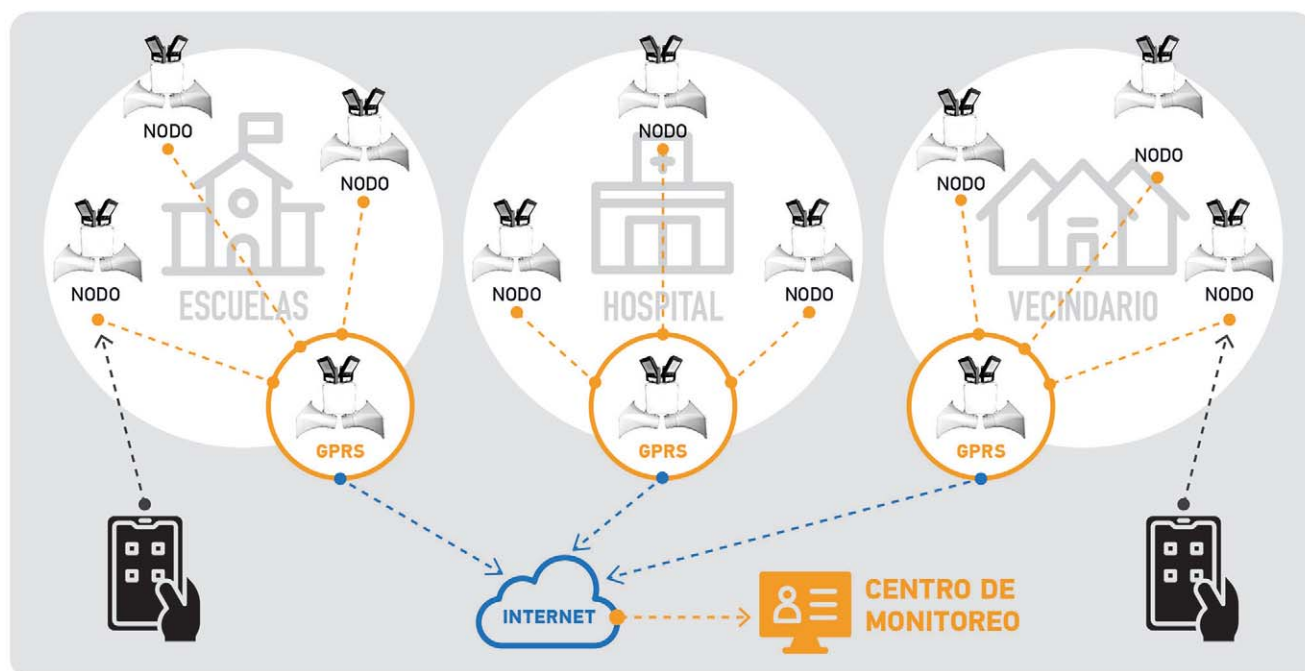 NODO
NODO
NODO
ESCUELAS
GPRS
NODO
NODO
NODO
HOSPITAL
GPRS
NODO
NODO
NODO
VECINDARIO
GPRS
INTERNET
CENTRO DE
MONITOREO